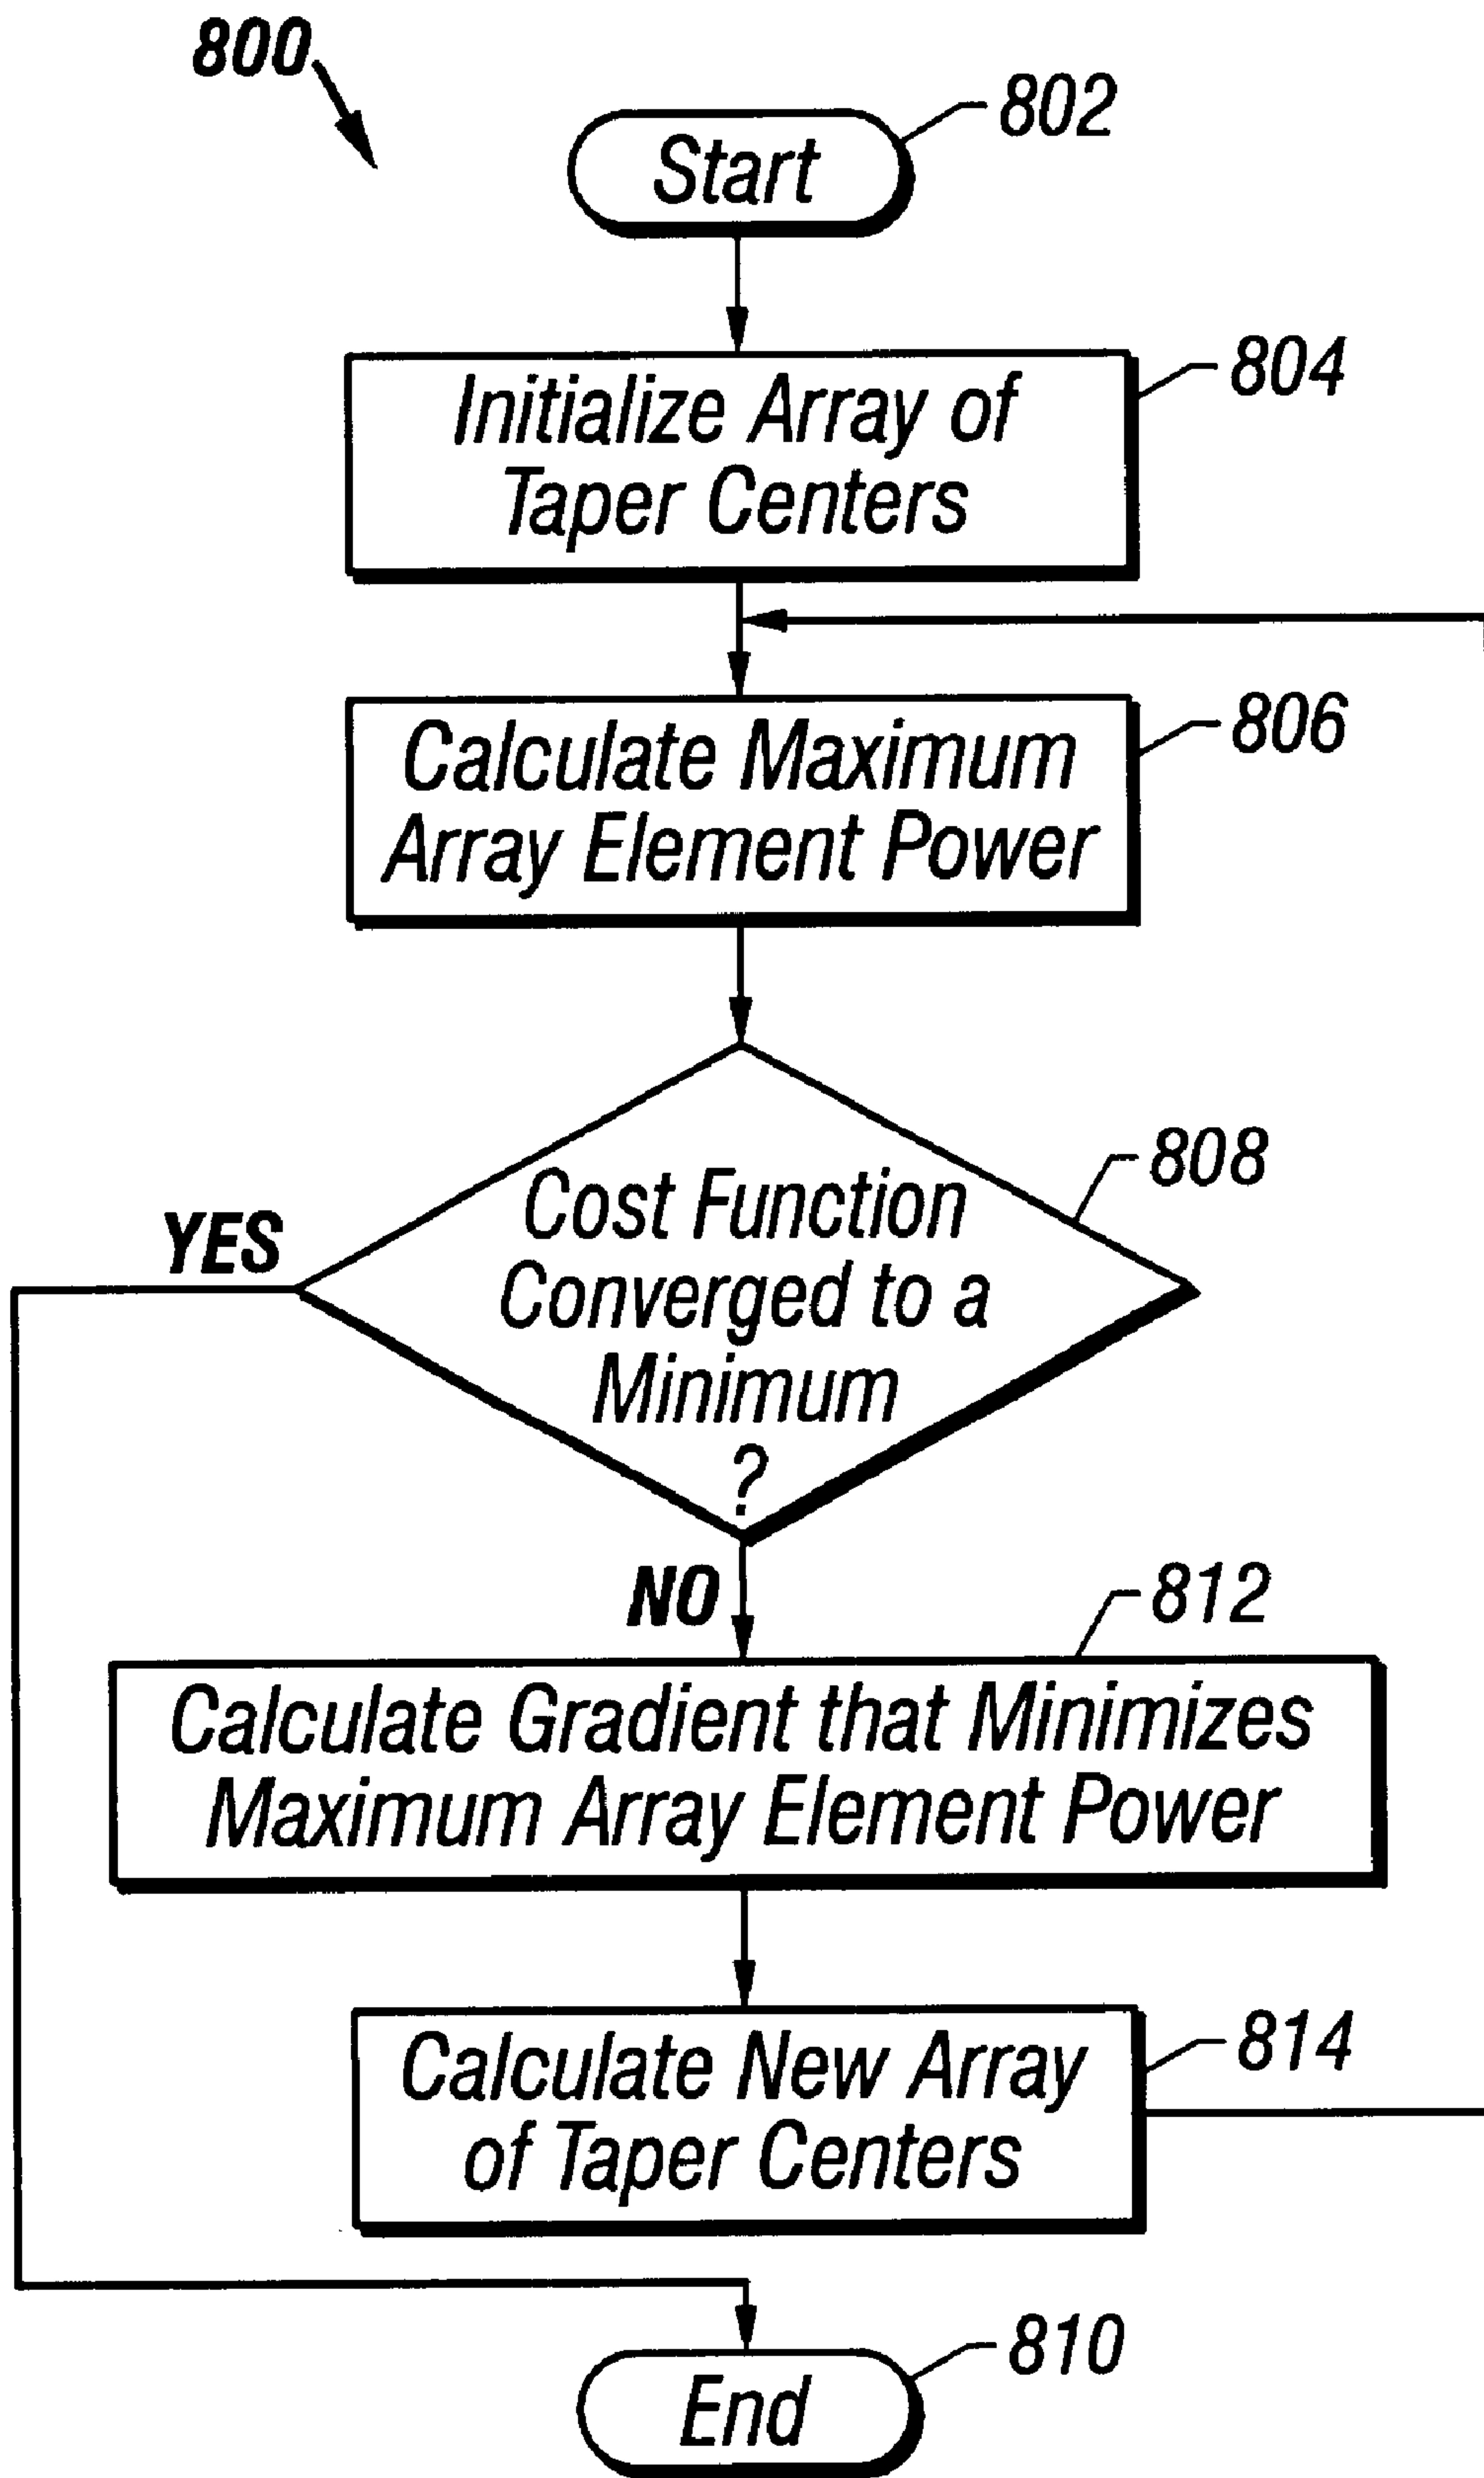 800
802
Start
804
Initialize Array of
Taper Centers
806
Calculate Maximum
Array Element Power
808
Cost Function
Converged to a
Minimum
?
YES
NO
812
Calculate Gradient that Minimizes
Maximum Array Element Power
814
Calculate New Array
of Taper Centers
810
End